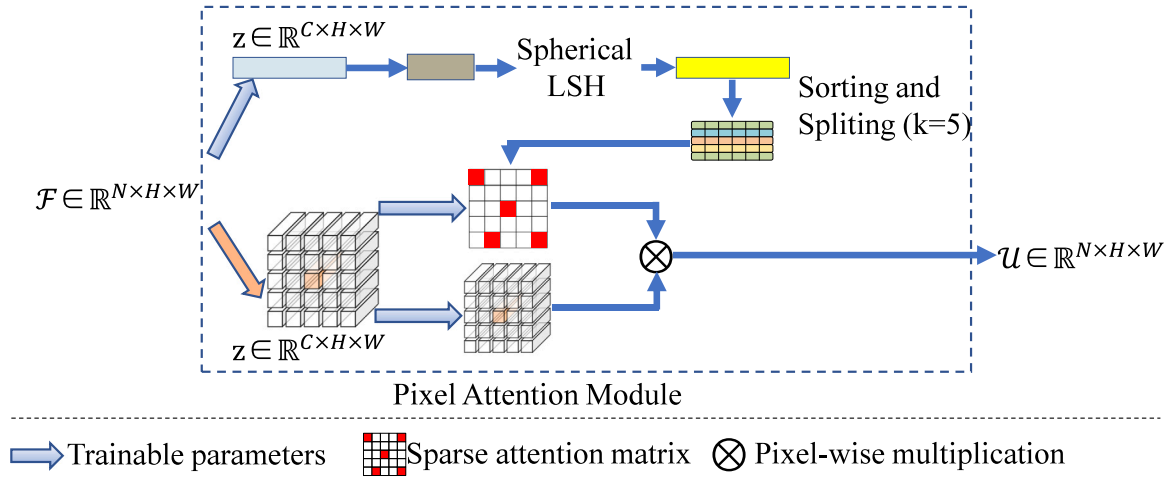 z ∈ ℝ^{C×H×W}
Spherical
LSH
Sorting and
Spliting (k=5)
ℱ ∈ ℝ^{N×H×W}
𝒰 ∈ ℝ^{N×H×W}
z ∈ ℝ^{C×H×W}
Pixel Attention Module
Trainable parameters
Sparse attention matrix
Pixel-wise multiplication